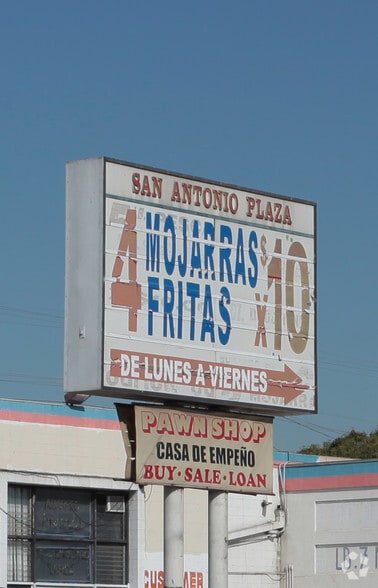 SAN ANTONIO PLAZA
4 MOJARRAS FRITAS x $10
DE LUNES A VIERNES
PAWN SHOP
CASA DE EMPEÑO
BUY · SALE · LOAN